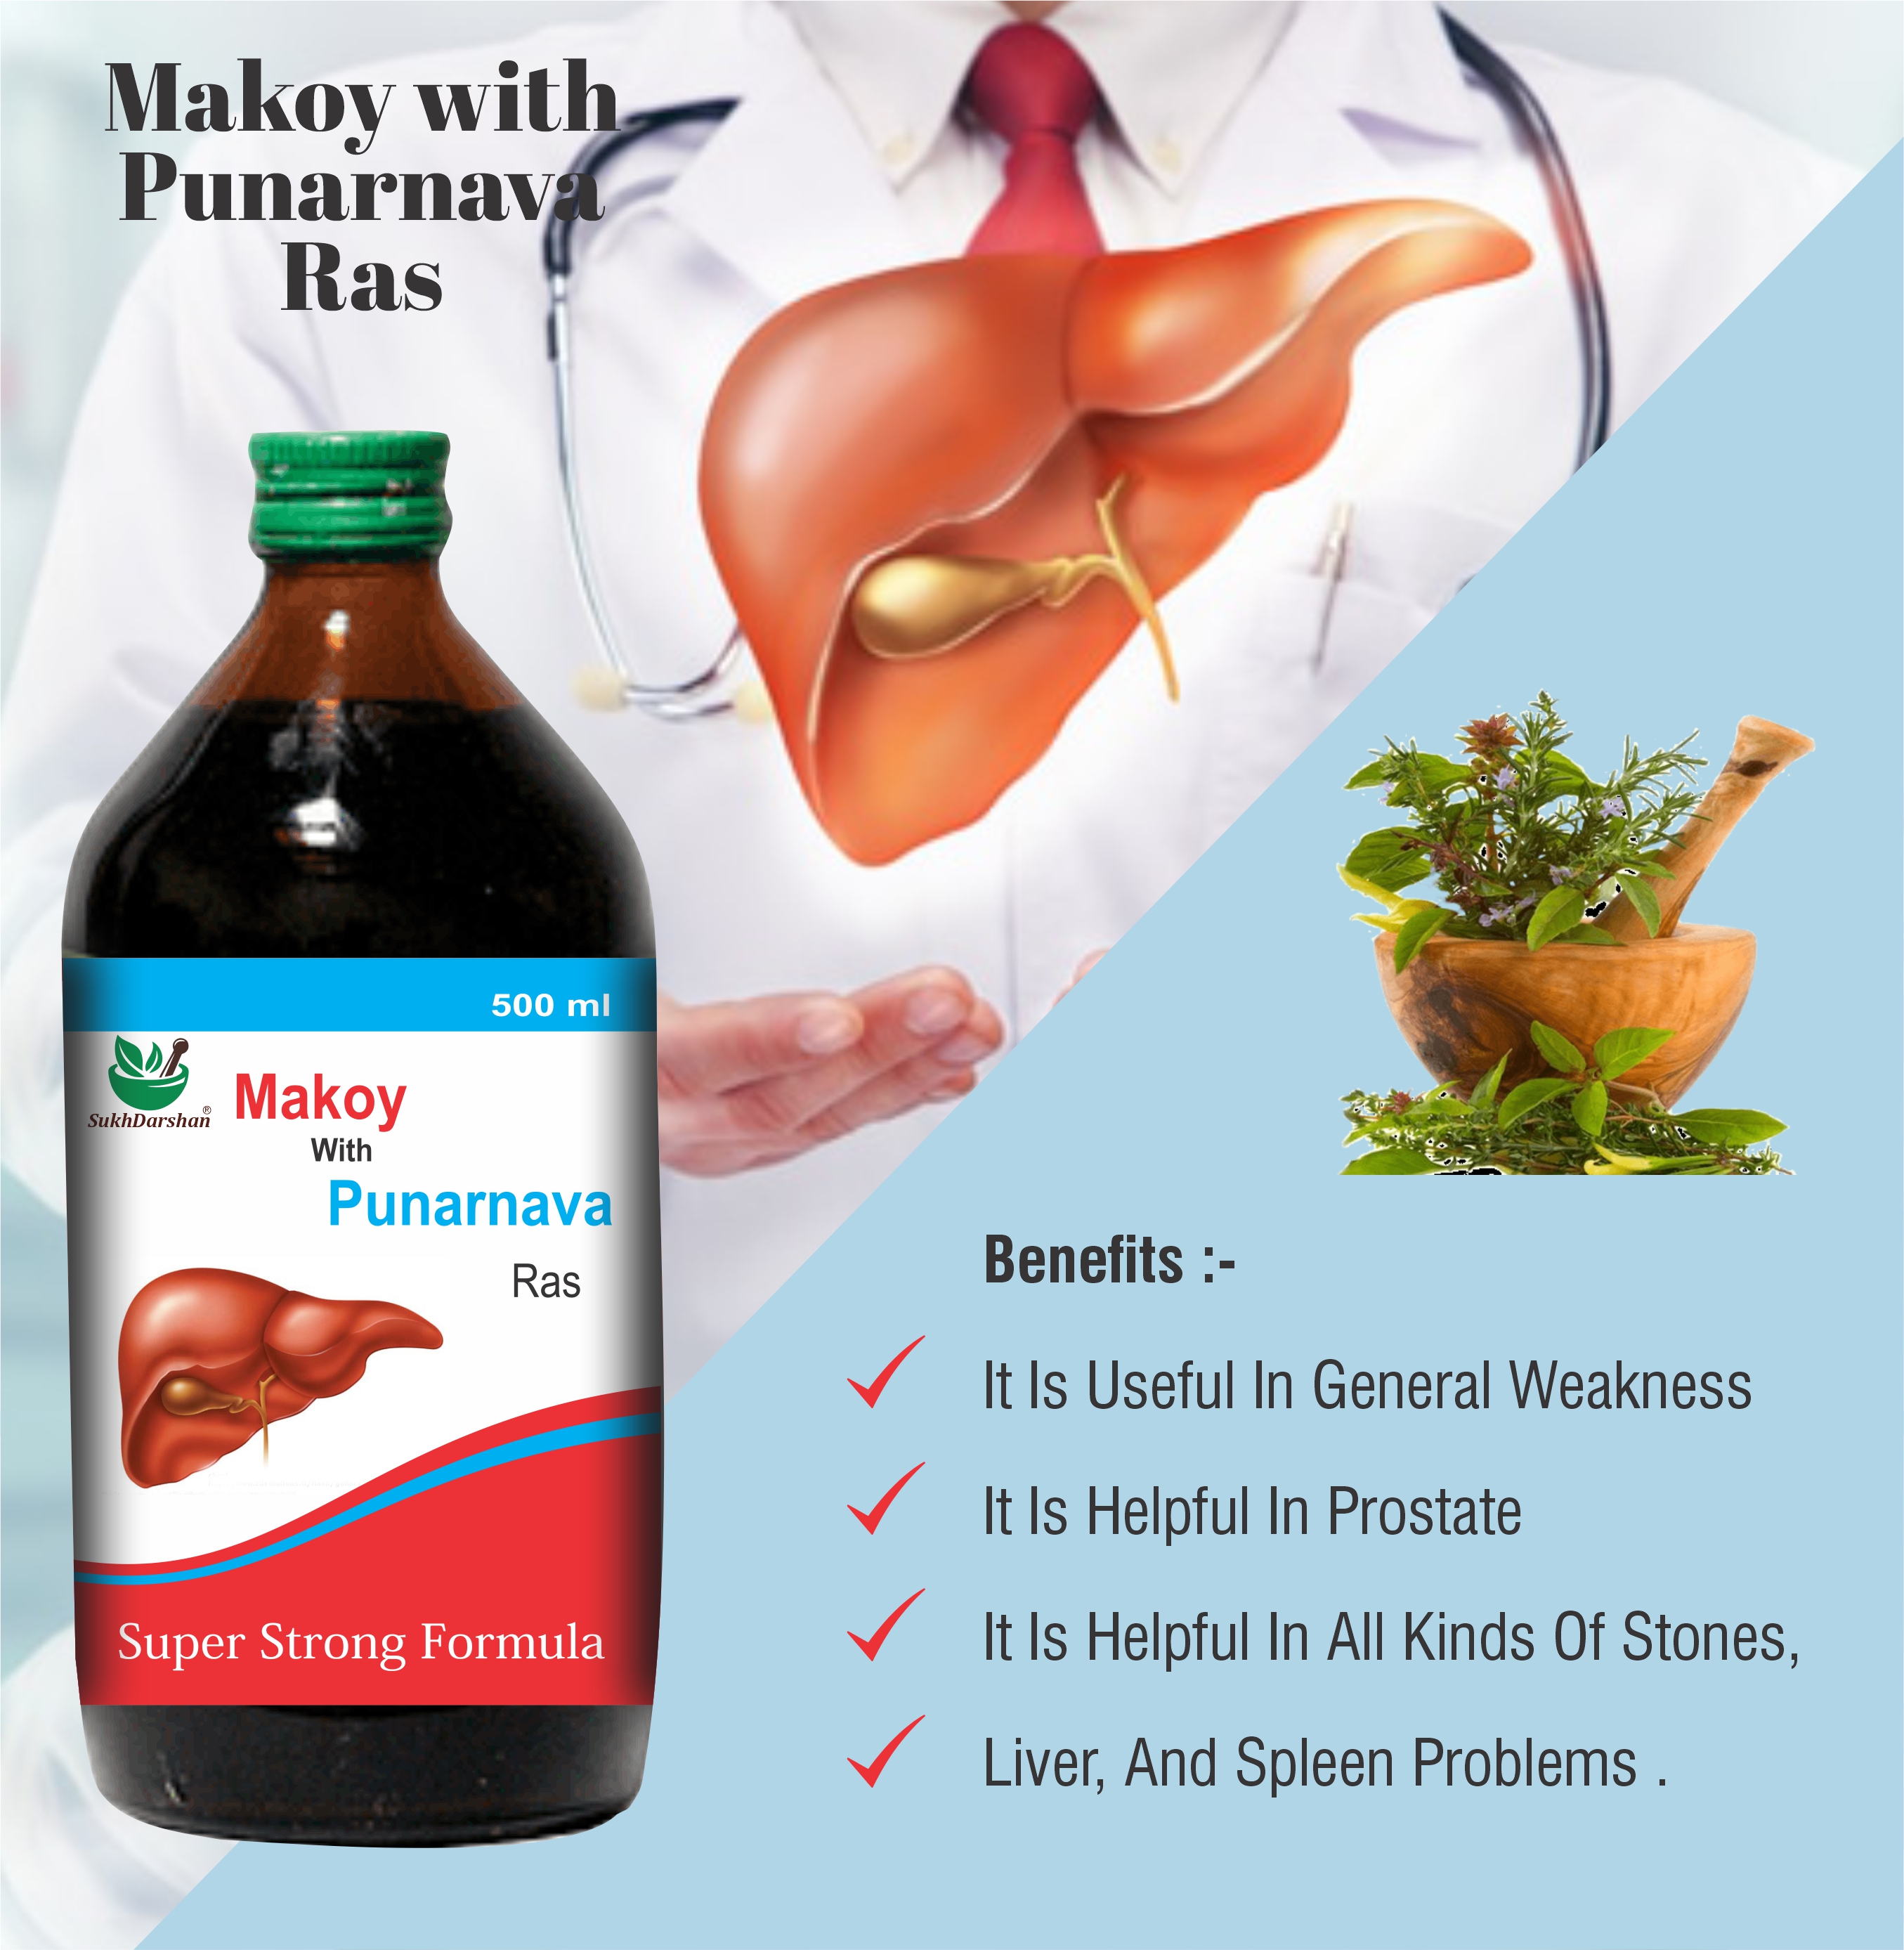 Makoy with
Punarnava
Ras
500 ml
SukhDarshan®
Makoy
With
Punarnava
Ras
Super Strong Formula
Benefits :-
It Is Useful In General Weakness
It Is Helpful In Prostate
It Is Helpful In All Kinds Of Stones,
Liver, And Spleen Problems .